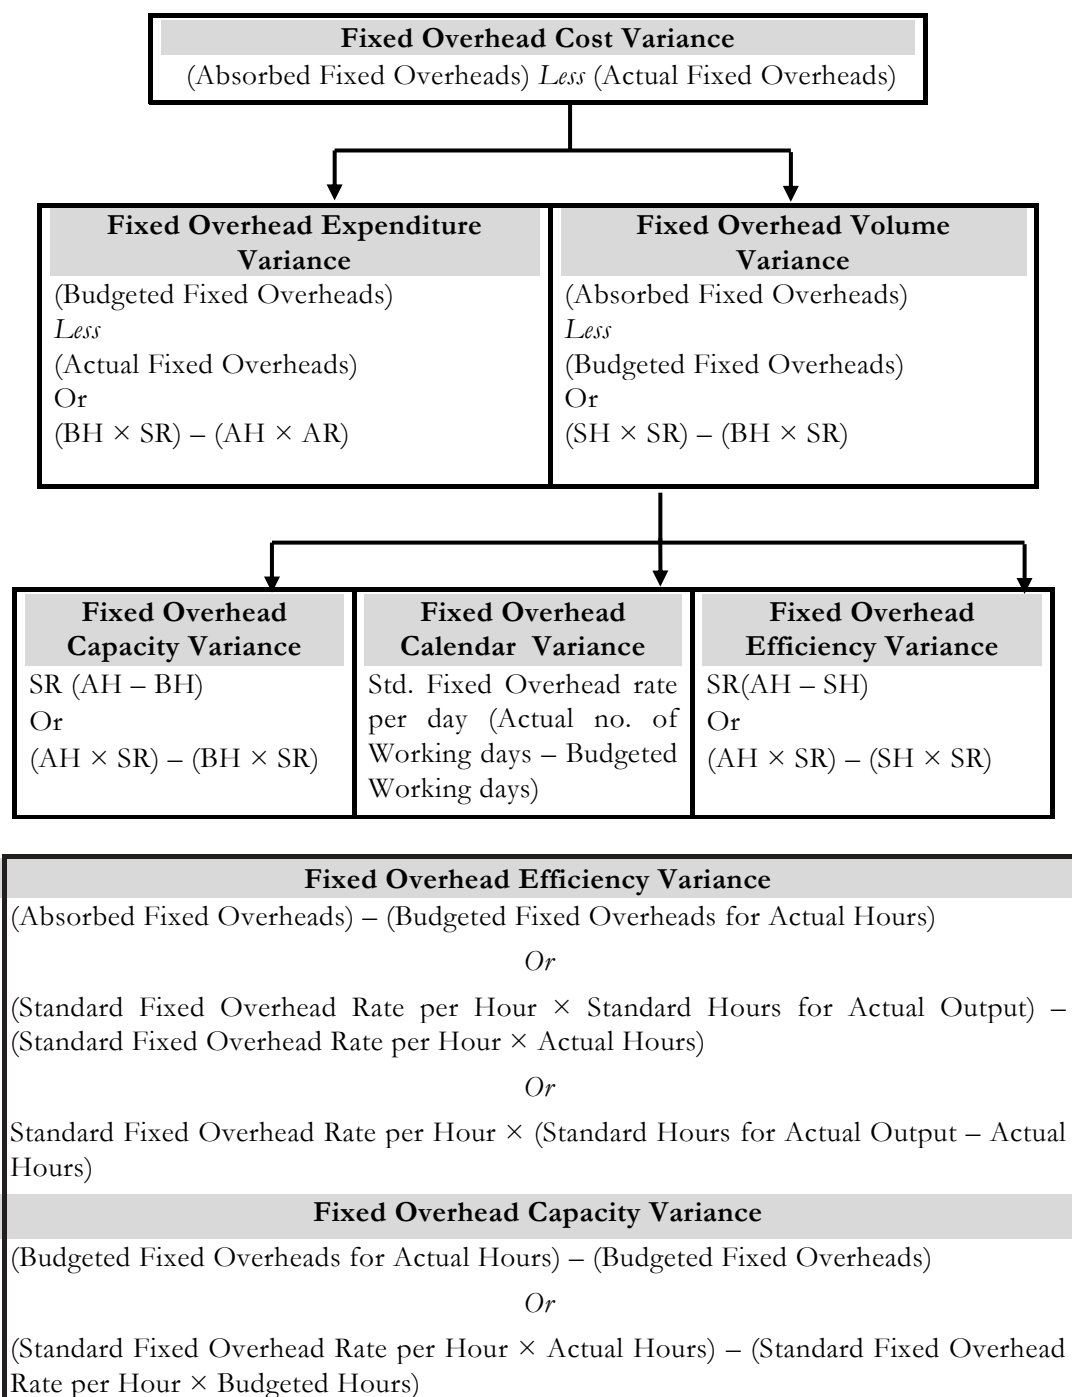 Fixed Overhead Cost Variance
(Absorbed Fixed Overheads) Less (Actual Fixed Overheads)
Fixed Overhead Expenditure
Variance
(Budgeted Fixed Overheads)
Less
(Actual Fixed Overheads)
Or
(BH × SR) – (AH × AR)
Fixed Overhead Volume
Variance
(Absorbed Fixed Overheads)
Less
(Budgeted Fixed Overheads)
Or
(SH × SR) – (BH × SR)
Fixed Overhead
Capacity Variance
SR (AH – BH)
Or
(AH × SR) – (BH × SR)
Fixed Overhead
Calendar Variance
Std. Fixed Overhead rate
per day (Actual no. of
Working days – Budgeted
Working days)
Fixed Overhead
Efficiency Variance
SR(AH – SH)
Or
(AH × SR) – (SH × SR)
Fixed Overhead Efficiency Variance
(Absorbed Fixed Overheads) – (Budgeted Fixed Overheads for Actual Hours)
Or
(Standard Fixed Overhead Rate per Hour × Standard Hours for Actual Output) –
(Standard Fixed Overhead Rate per Hour × Actual Hours)
Or
Standard Fixed Overhead Rate per Hour × (Standard Hours for Actual Output – Actual
Hours)
Fixed Overhead Capacity Variance
(Budgeted Fixed Overheads for Actual Hours) – (Budgeted Fixed Overheads)
Or
(Standard Fixed Overhead Rate per Hour × Actual Hours) – (Standard Fixed Overhead
Rate per Hour × Budgeted Hours)